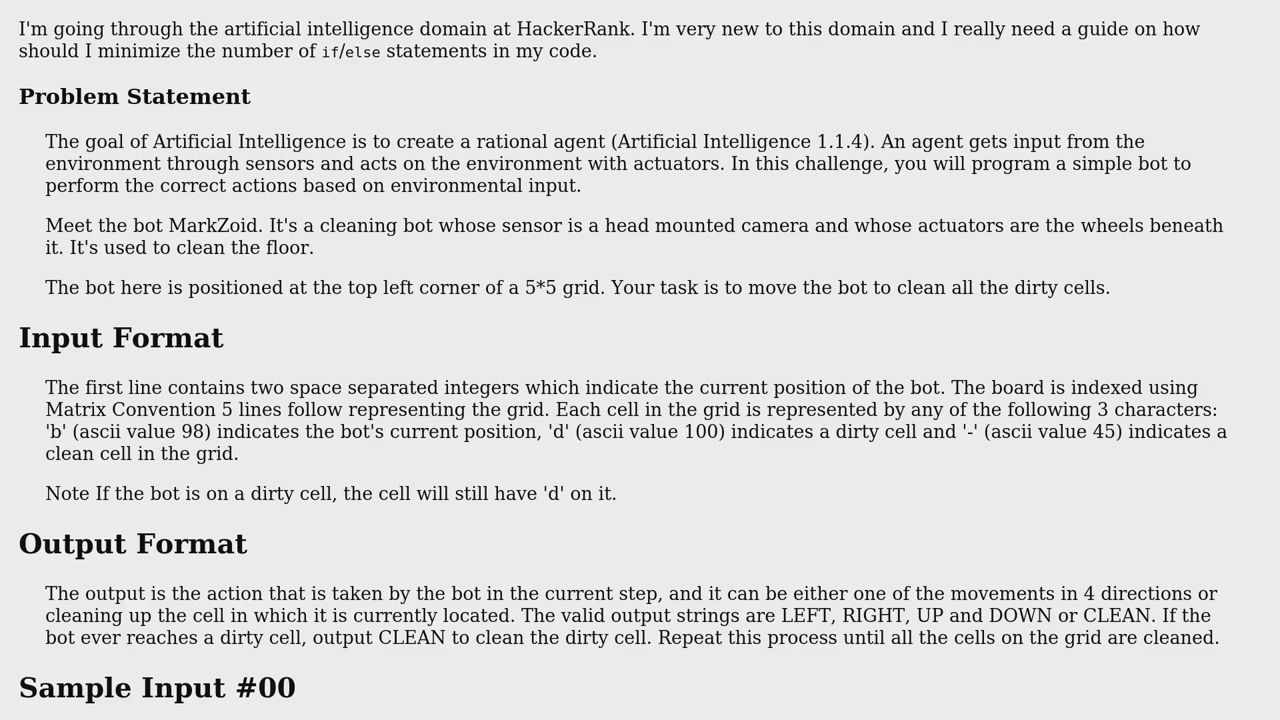 I'm going through the artificial intelligence domain at HackerRank. I'm very new to this domain and I really need a guide on how
should I minimize the number of if/else statements in my code.
Problem Statement
The goal of Artificial Intelligence is to create a rational agent (Artificial Intelligence 1.1.4). An agent gets input from the
environment through sensors and acts on the environment with actuators. In this challenge, you will program a simple bot to
perform the correct actions based on environmental input.
Meet the bot MarkZoid. It's a cleaning bot whose sensor is a head mounted camera and whose actuators are the wheels beneath
it. It's used to clean the floor.
The bot here is positioned at the top left corner of a 5*5 grid. Your task is to move the bot to clean all the dirty cells.
Input Format
The first line contains two space separated integers which indicate the current position of the bot. The board is indexed using
Matrix Convention 5 lines follow representing the grid. Each cell in the grid is represented by any of the following 3 characters:
'b' (ascii value 98) indicates the bot's current position, 'd' (ascii value 100) indicates a dirty cell and '-' (ascii value 45) indicates a
clean cell in the grid.
Note If the bot is on a dirty cell, the cell will still have 'd' on it.
Output Format
The output is the action that is taken by the bot in the current step, and it can be either one of the movements in 4 directions or
cleaning up the cell in which it is currently located. The valid output strings are LEFT, RIGHT, UP and DOWN or CLEAN. If the
bot ever reaches a dirty cell, output CLEAN to clean the dirty cell. Repeat this process until all the cells on the grid are cleaned.
Sample Input #00